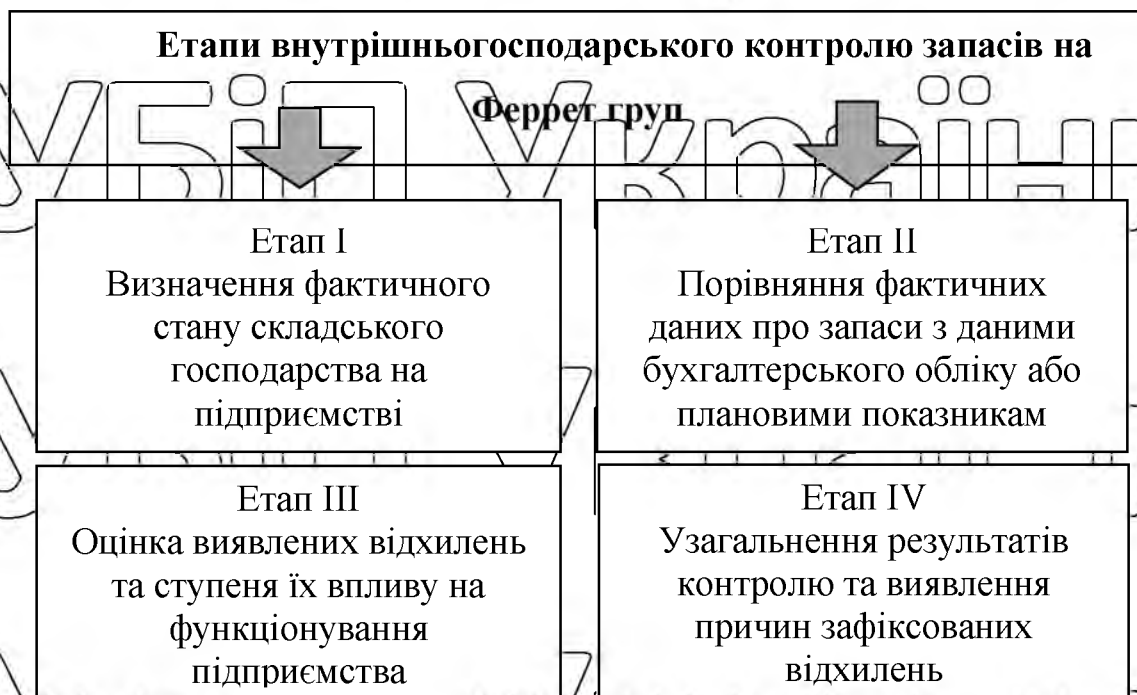 Етапи внутрішньогосподарського контролю запасів на
Феррет груп
Етап I
Визначення фактичного
стану складського
господарства на
підприємстві
Етап II
Порівняння фактичних
даних про запаси з даними
бухгалтерського обліку або
плановими показникам
Етап III
Оцінка виявлених відхилень
та ступеня їх впливу на
функціонування
підприємства
Етап IV
Узагальнення результатів
контролю та виявлення
причин зафіксованих
відхилень